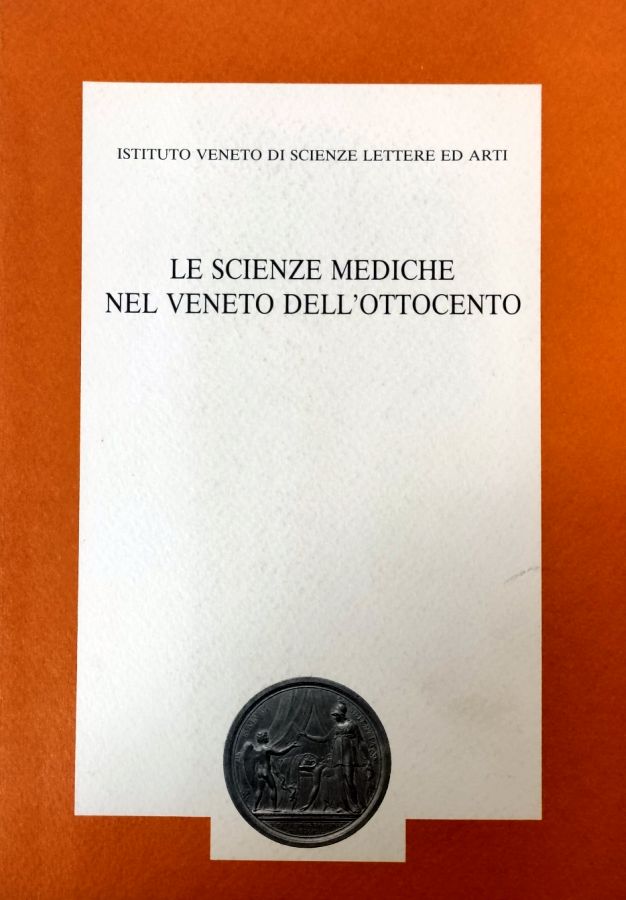 ISTITUTO VENETO DI SCIENZE LETTERE ED ARTI
LE SCIENZE MEDICHE
NEL VENETO DELL'OTTOCENTO